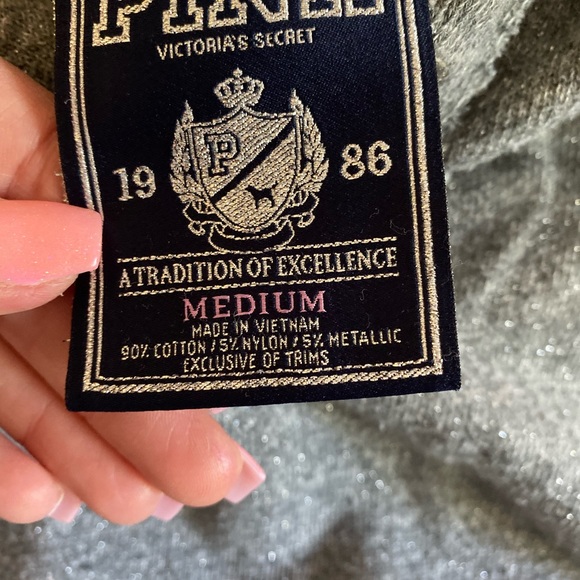 PINK
VICTORIA'S SECRET
P
19 86
A TRADITION OF EXCELLENCE
MEDIUM
MADE IN VIETNAM
90% COTTON / 5% NYLON / 5% METALLIC
EXCLUSIVE OF TRIMS